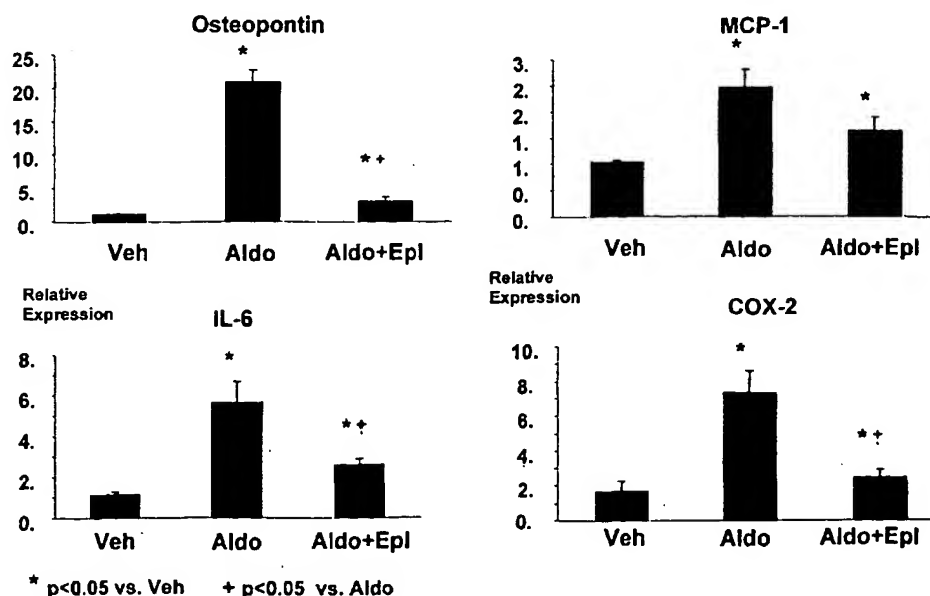 Osteopontin
25.
20.
15.
10.
5.
0.
*
* +
Veh Aldo Aldo+Epl
MCP-1
3.
2.
2.
1.
1.
0.
0.
*
*
Veh Aldo Aldo+Epl
Relative
Expression
IL-6
8.
6.
4.
2.
0.
*
* +
Veh Aldo Aldo+Epl
Relative
Expression
COX-2
10.
8.
6.
4.
2.
0.
*
* +
Veh Aldo Aldo+Epl
* p<0.05 vs. Veh + p<0.05 vs. Aldo